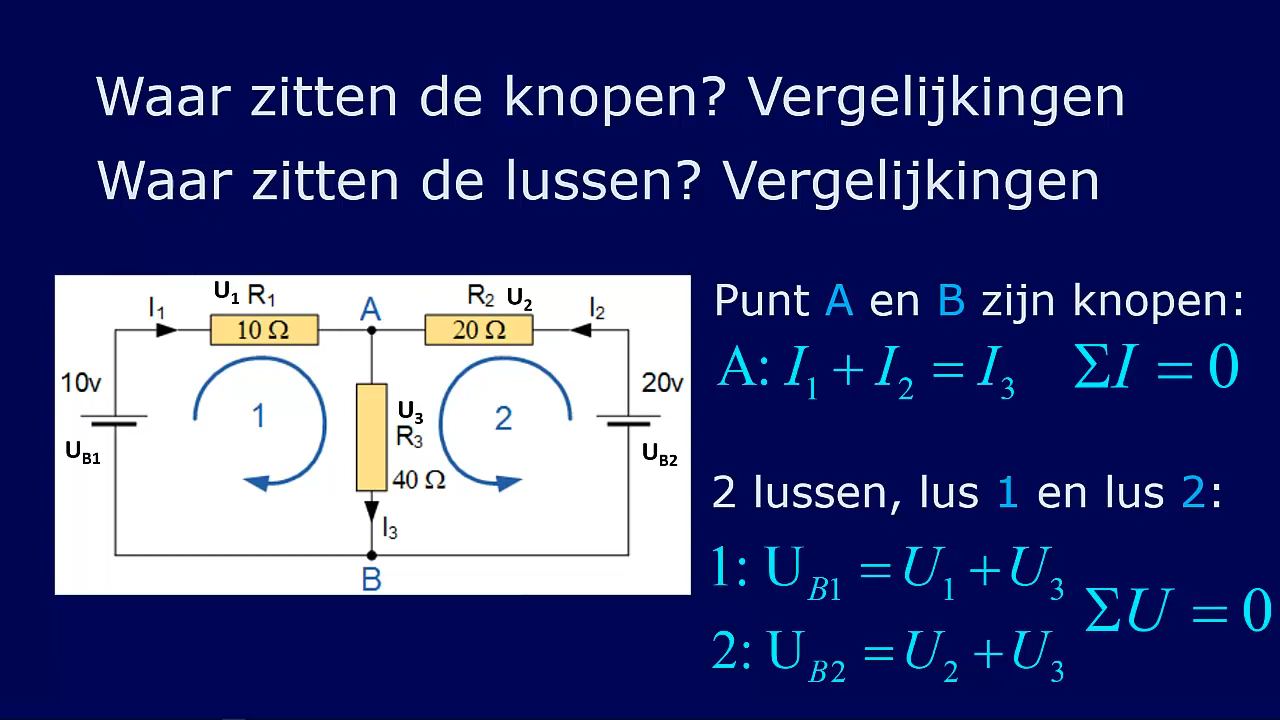 Waar zitten de knopen? Vergelijkingen
Waar zitten de lussen? Vergelijkingen
I₁ U₁ R₁ A R₂ U₂ I₂
10 Ω 20 Ω
10v 20v
1 U₃ 2
R₃
U_B1 U_B2
40 Ω
I₃
B
Punt A en B zijn knopen:
A: I₁ + I₂ = I₃ ΣI = 0
2 lussen, lus 1 en lus 2:
1: U_B1 = U₁ + U₃
ΣU = 0
2: U_B2 = U₂ + U₃